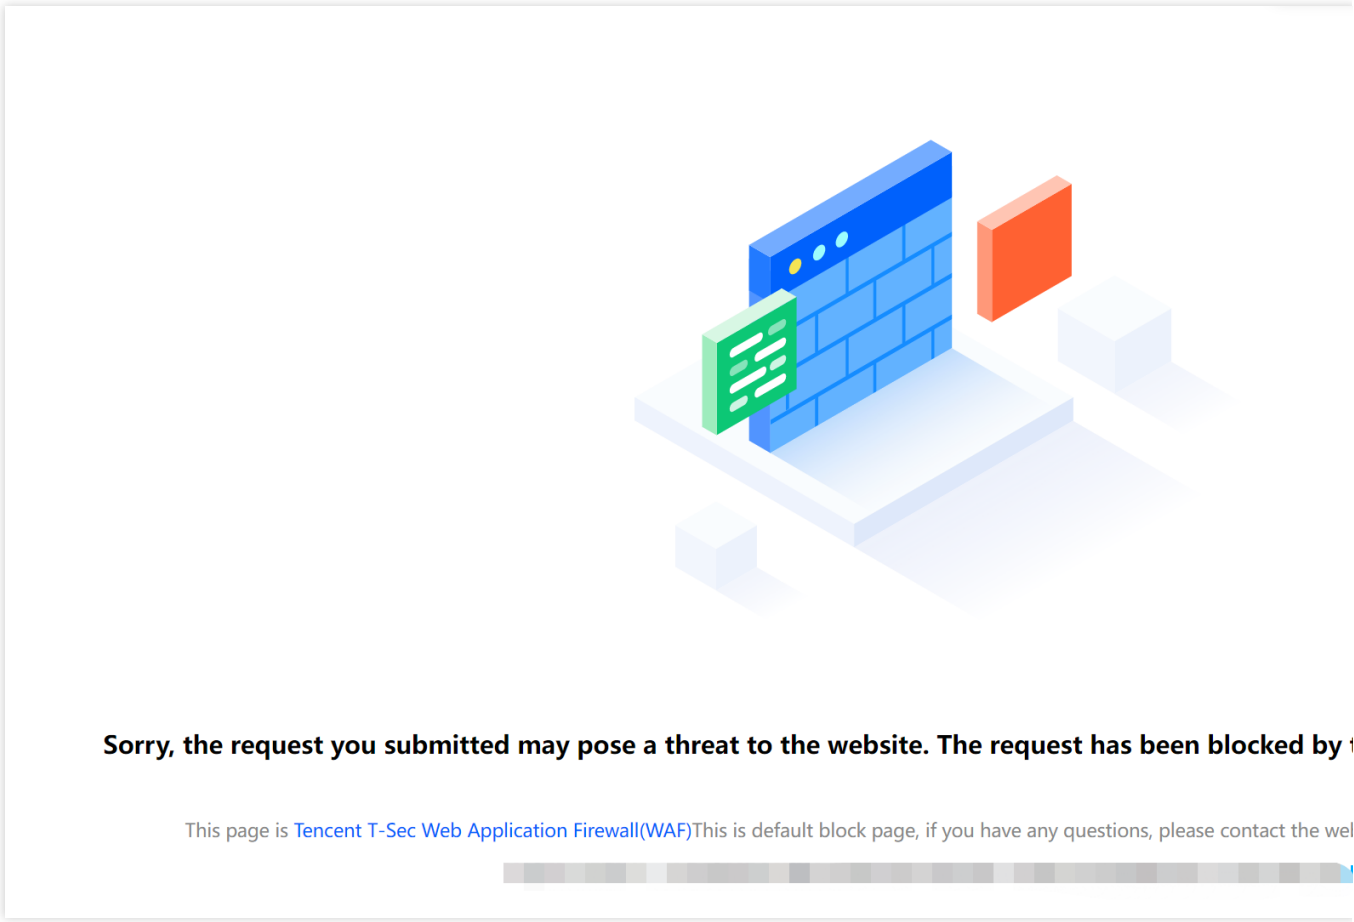 Sorry, the request you submitted may pose a threat to the website. The request has been blocked by
This page is Tencent T-Sec Web Application Firewall(WAF)This is default block page, if you have any questions, please contact the